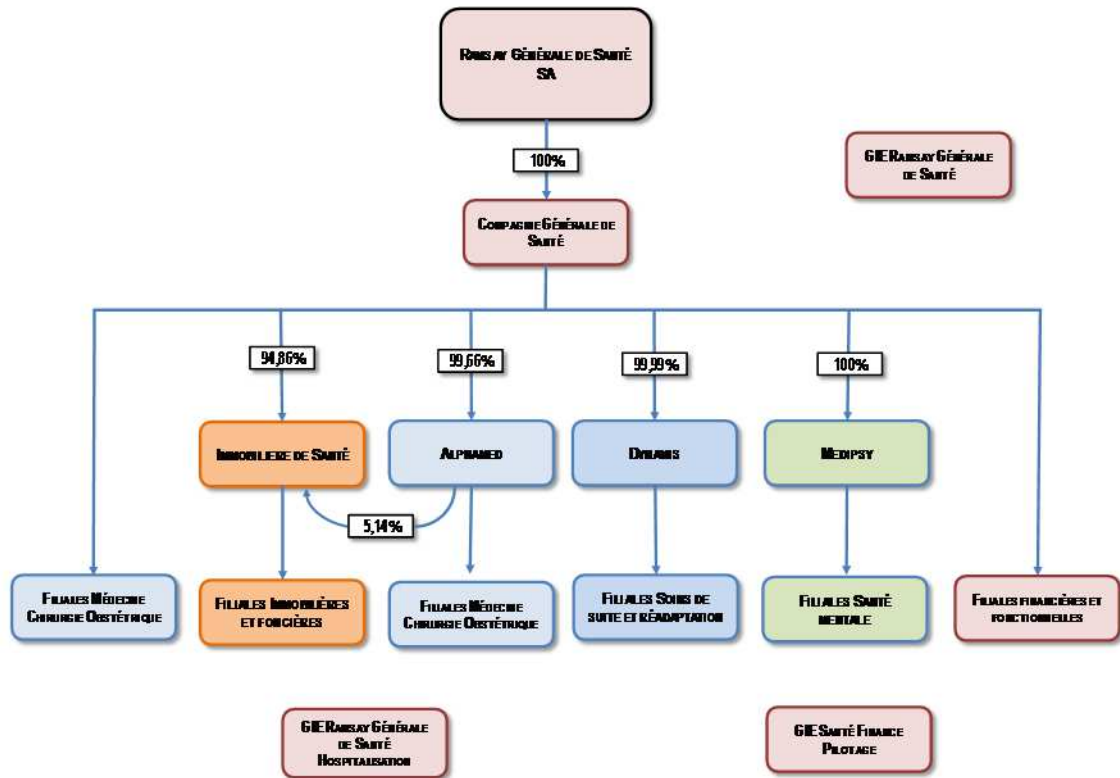 RAMSAY GÉNÉRALE DE SANTÉ
SA
100%
GIE RAMSAY GÉNÉRALE
DE SANTÉ
COMPAGNIE GÉNÉRALE DE
SANTÉ
94,86%
99,66%
99,99%
100%
IMMOBILIERE DE SANTÉ
ALPHAMED
DYNAMIS
MEDIPSY
5,14%
FILIALES MÉDECINE
CHIRURGIE OBSTÉTRIQUE
FILIALES IMMOBILIÈRES
ET FONCIÈRES
FILIALES MÉDECINE
CHIRURGIE OBSTÉTRIQUE
FILIALES SOINS DE
SUITE ET RÉADAPTATION
FILIALES SANTÉ
MENTALE
FILIALES FINANCIÈRES ET
FONCTIONNELLES
GIE RAMSAY GÉNÉRALE
DE SANTÉ
HOSPITALISATION
GIE SANTÉ FINANCE
PILOTAGE